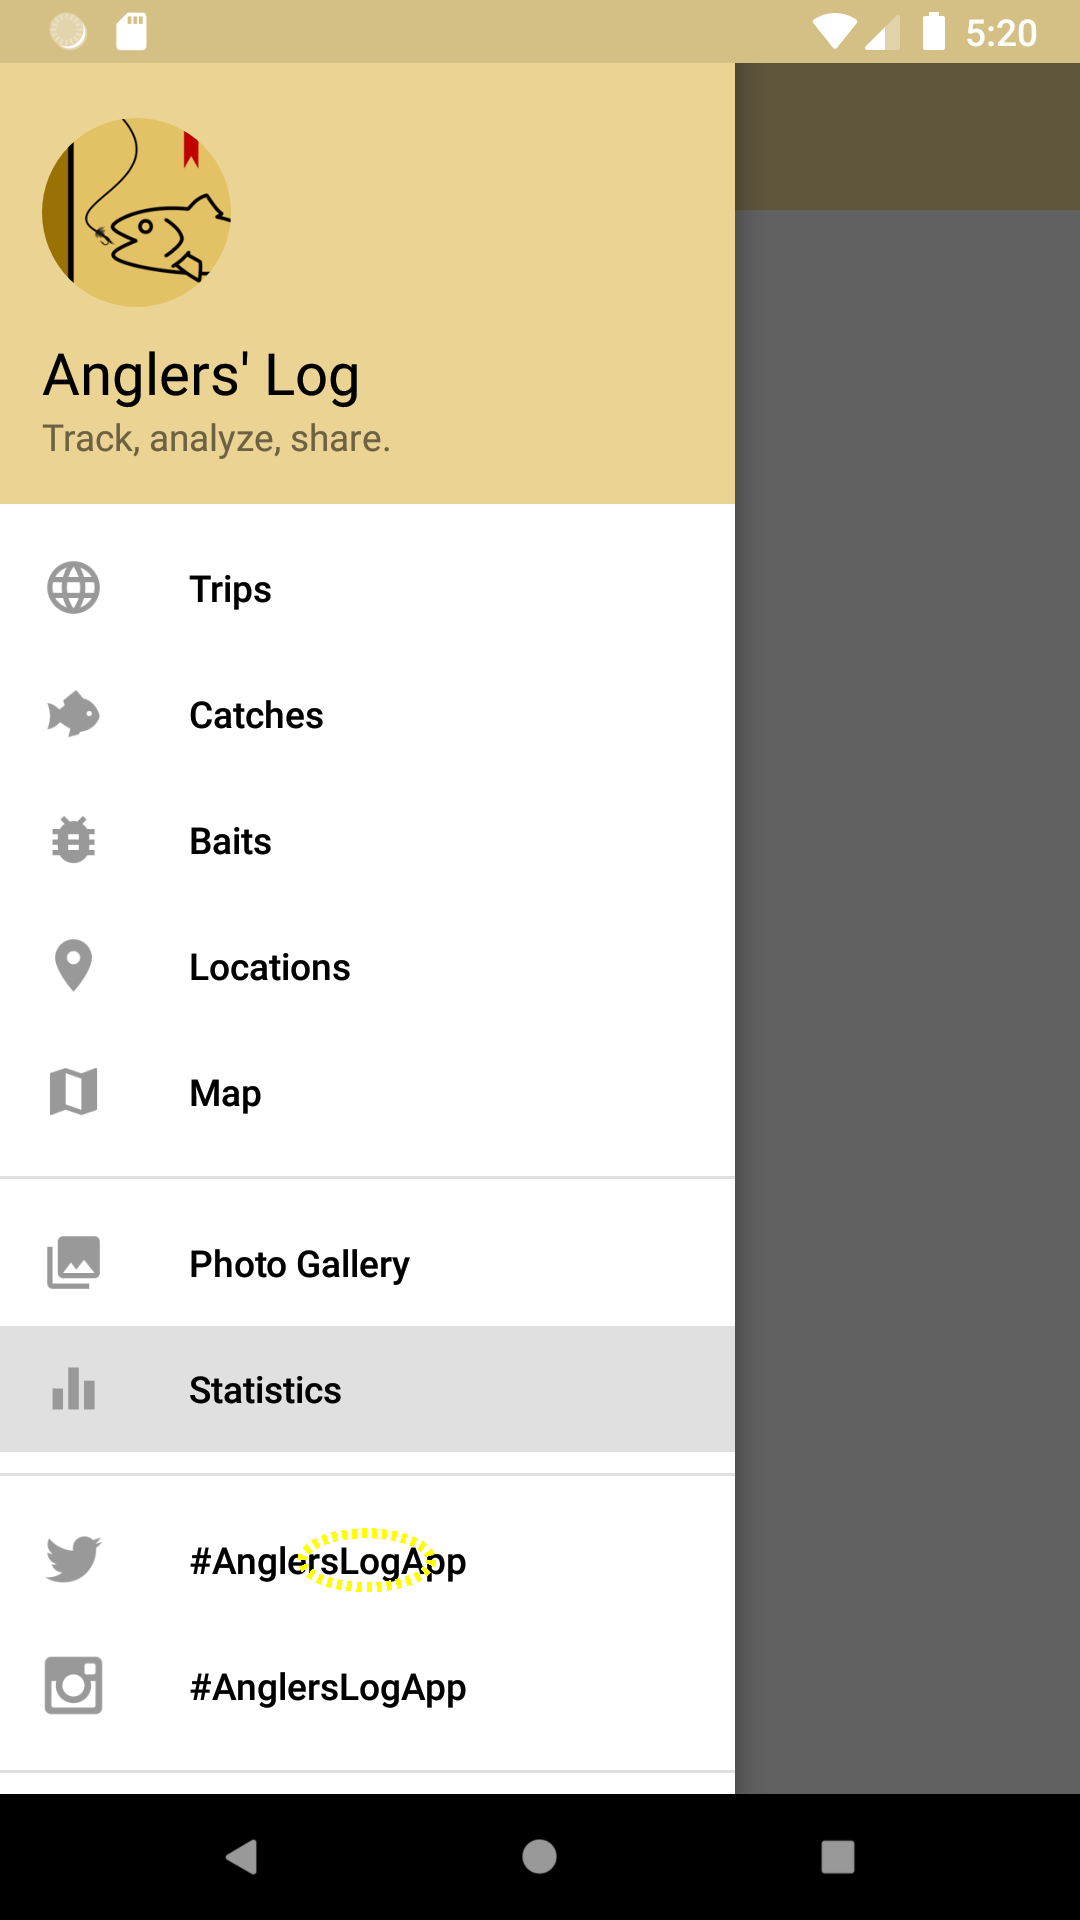 5:20
Anglers' Log
Track, analyze, share.
Trips
Catches
Baits
Locations
Map
Photo Gallery
Statistics
#AnglersLogApp
#AnglersLogApp